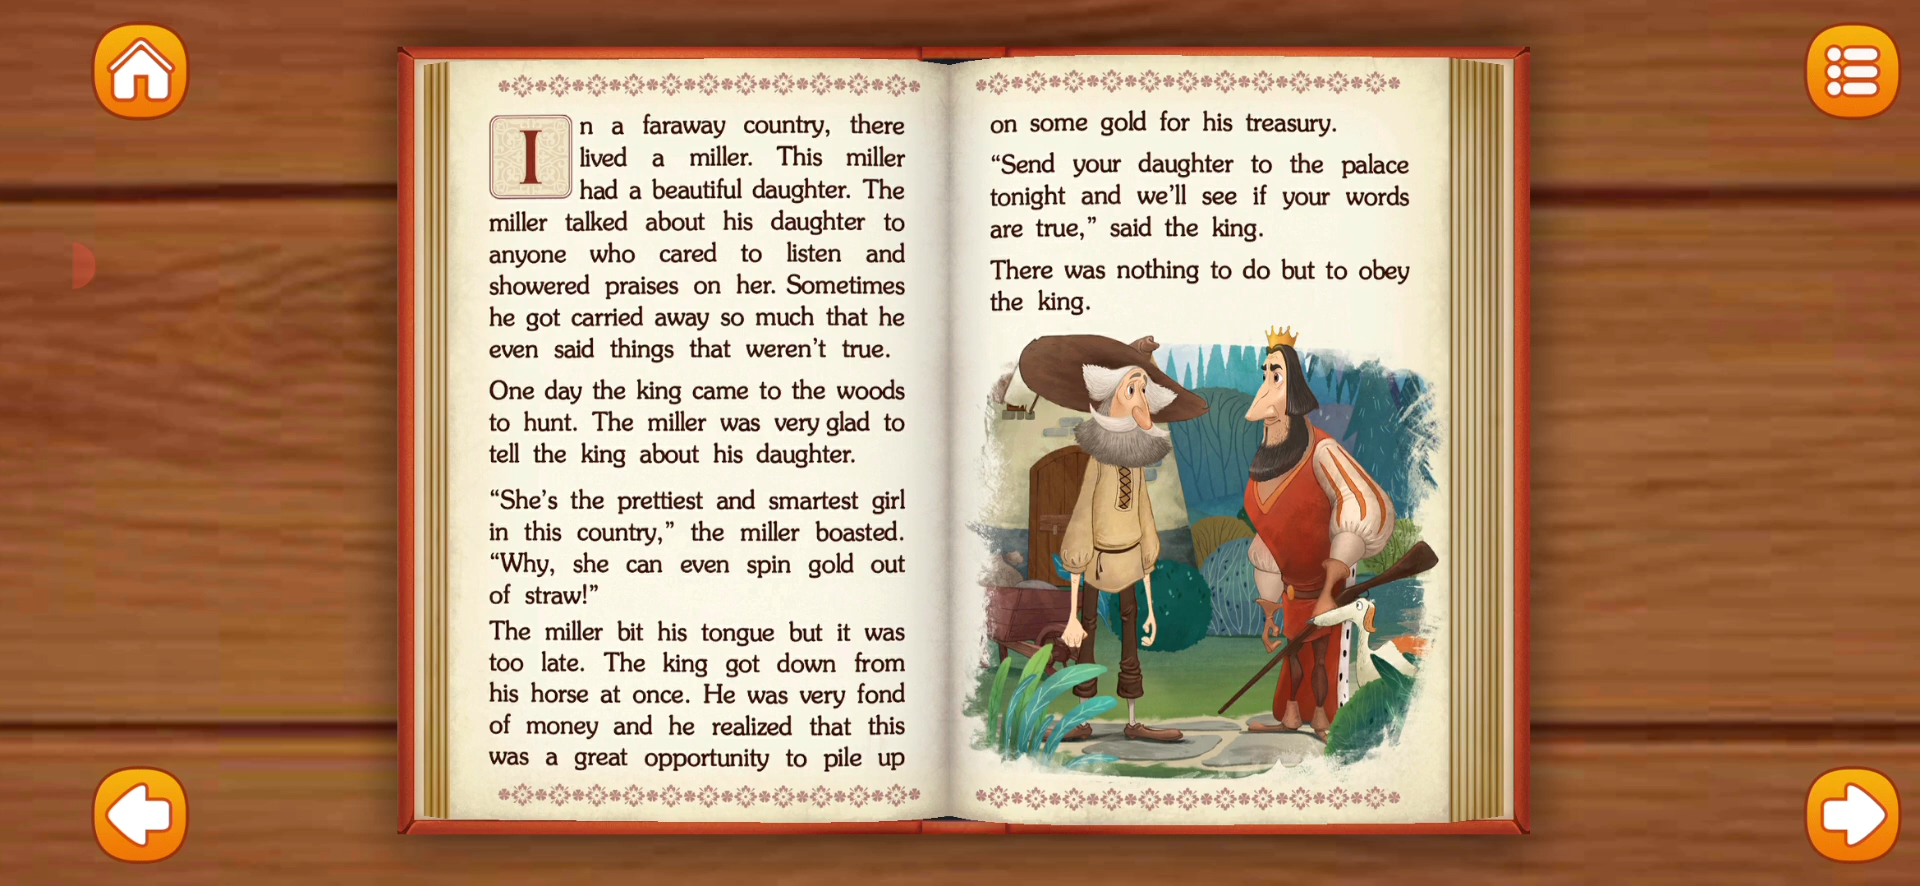 In a faraway country, there
lived a miller. This miller
had a beautiful daughter. The
miller talked about his daughter to
anyone who cared to listen and
showered praises on her. Sometimes
he got carried away so much that he
even said things that weren't true.
One day the king came to the woods
to hunt. The miller was very glad to
tell the king about his daughter.
“She's the prettiest and smartest girl
in this country,” the miller boasted.
“Why, she can even spin gold out
of straw!”
The miller bit his tongue but it was
too late. The king got down from
his horse at once. He was very fond
of money and he realized that this
was a great opportunity to pile up
on some gold for his treasury.
“Send your daughter to the palace
tonight and we'll see if your words
are true,” said the king.
There was nothing to do but to obey
the king.